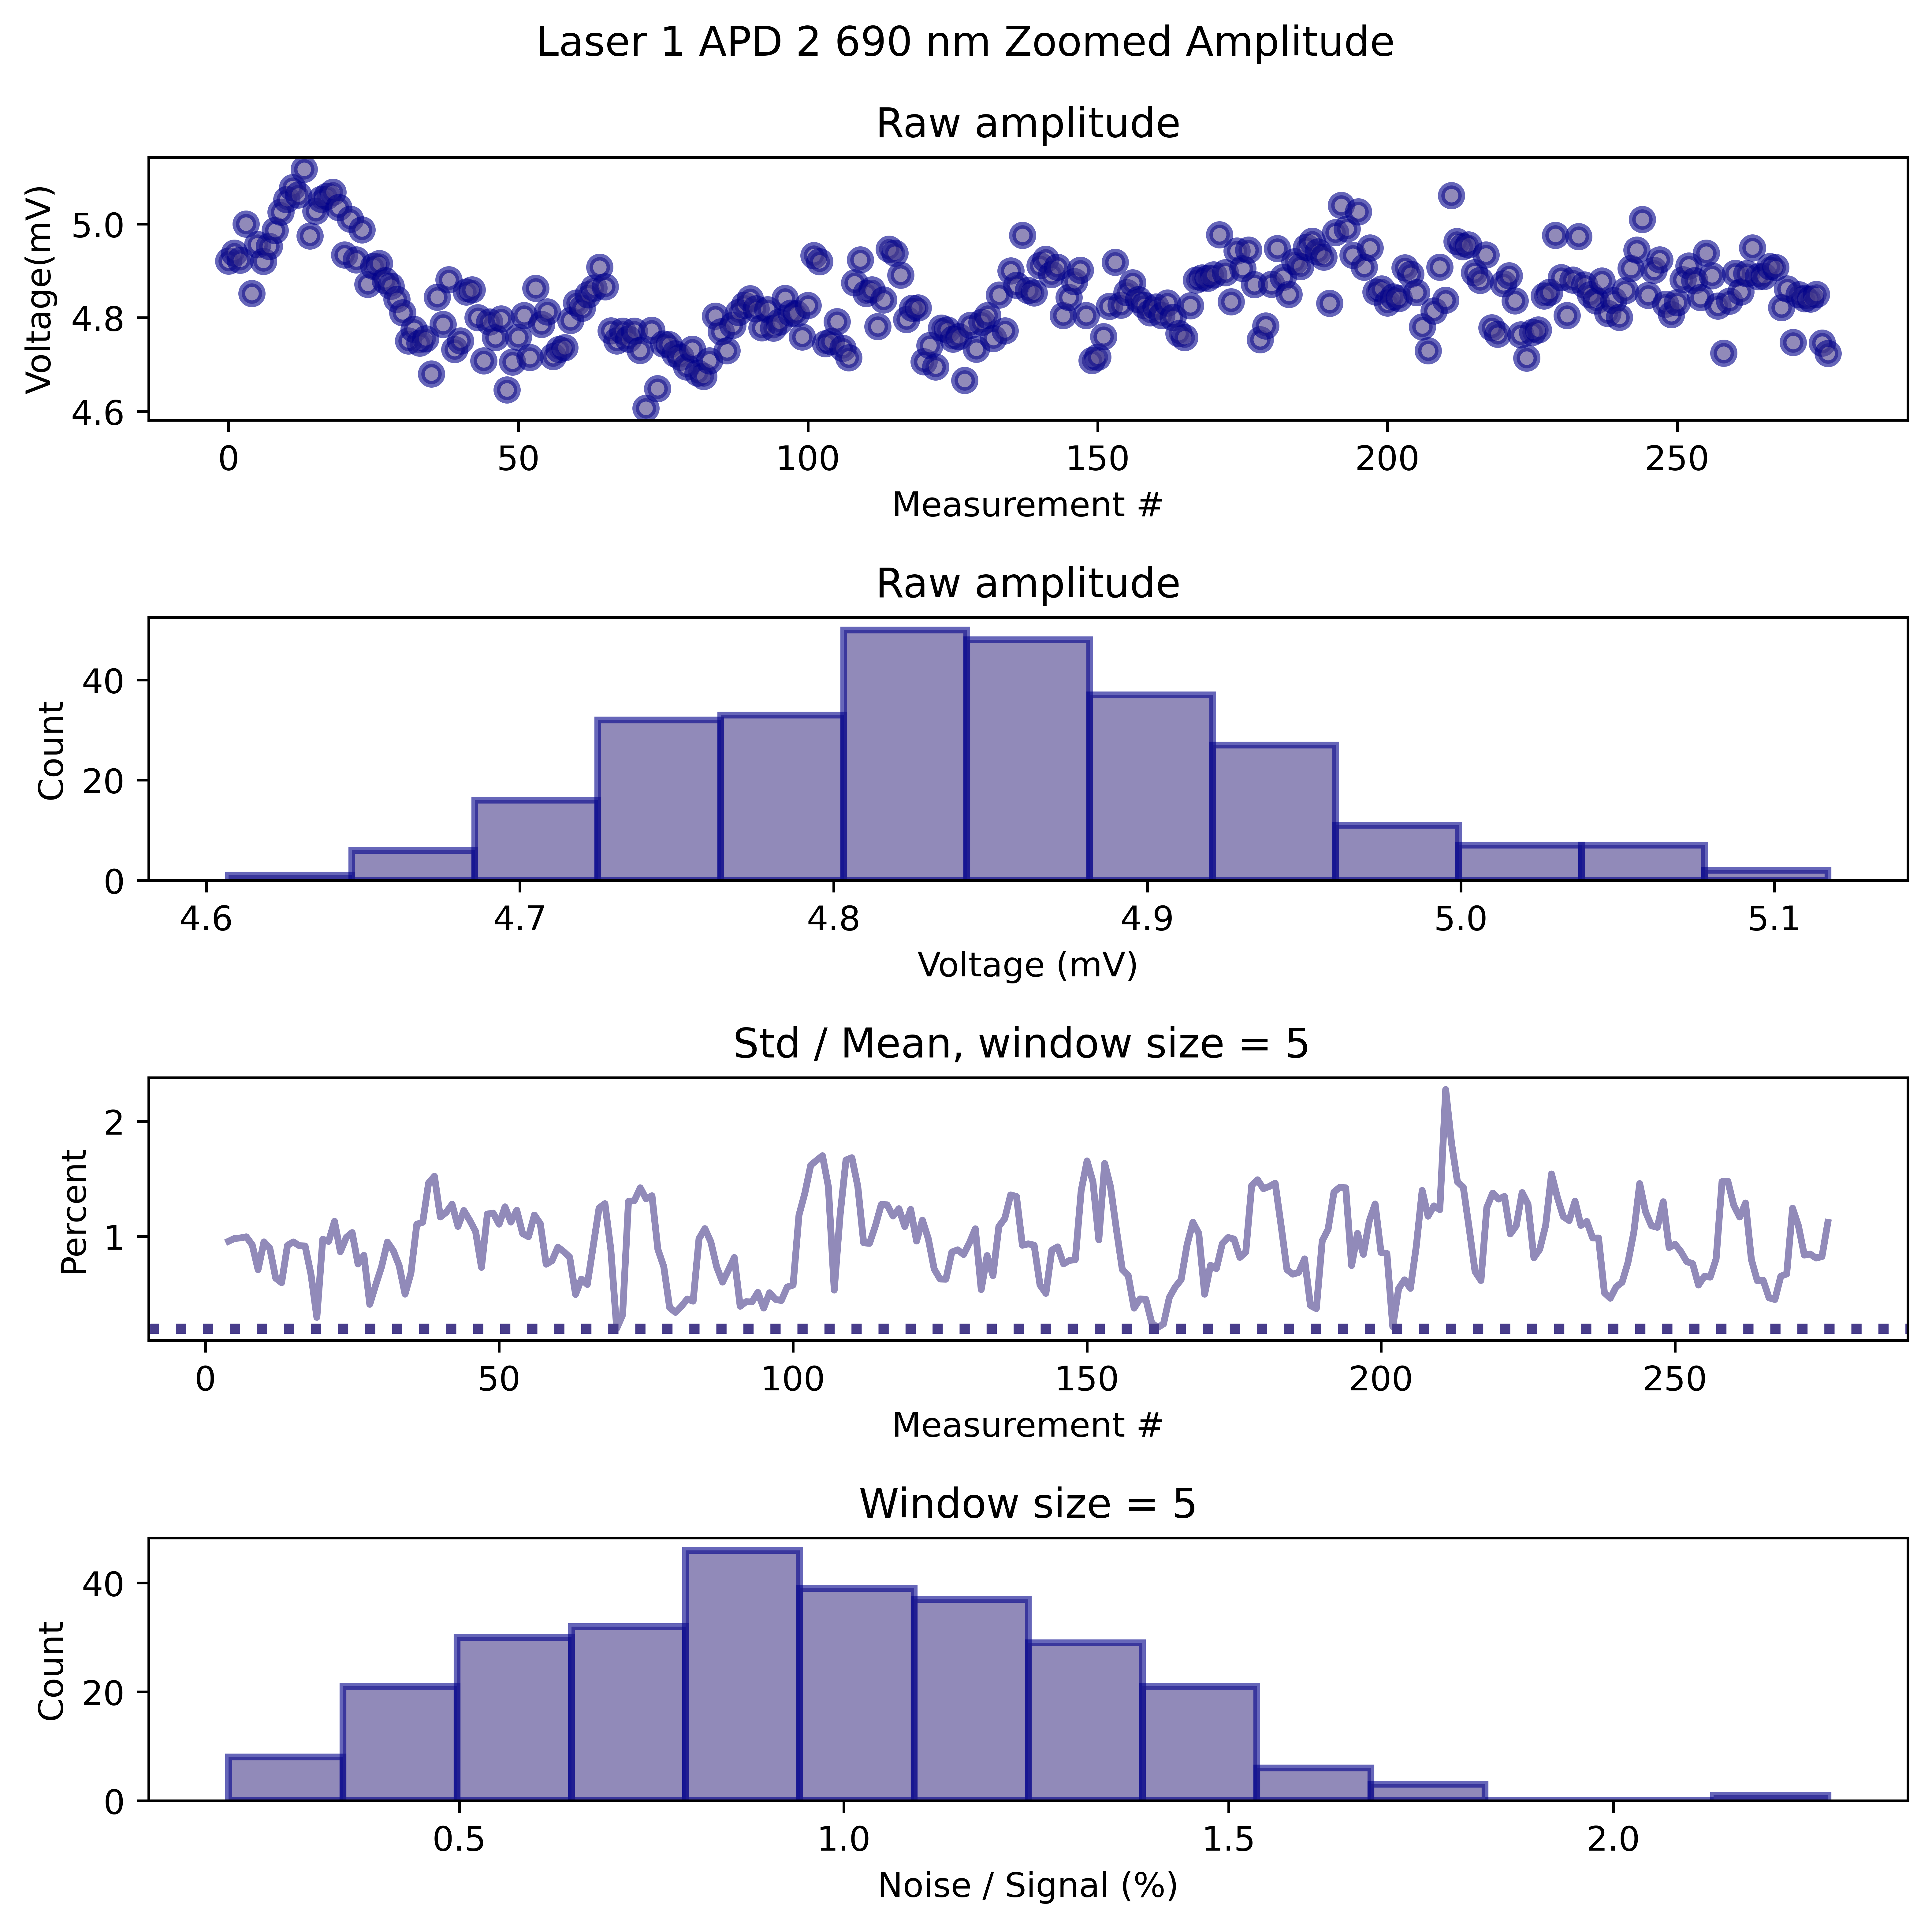 Laser 1 APD 2 690 nm Zoomed Amplitude
Raw amplitude
Voltage(mV)
5.0
4.8
4.6
0 50 100 150 200 250
Measurement #
Raw amplitude
Count
40
20
0
4.6 4.7 4.8 4.9 5.0 5.1
Voltage (mV)
Std / Mean, window size = 5
Percent
2
1
0 50 100 150 200 250
Measurement #
Window size = 5
Count
40
20
0
0.5 1.0 1.5 2.0
Noise / Signal (%)